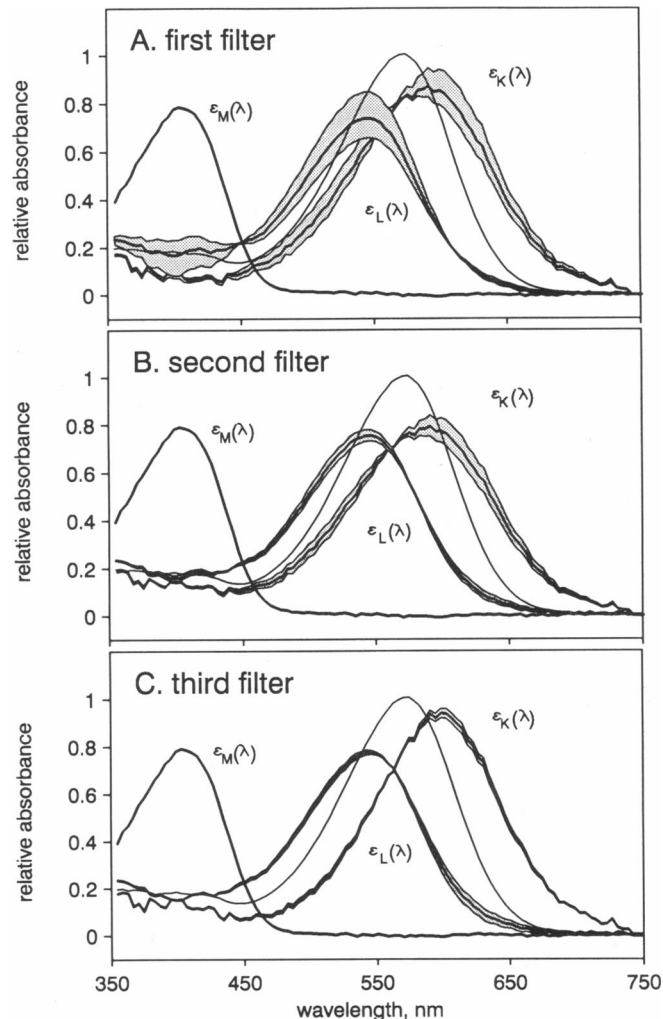 A. first filter
relative absorbance
1
0.8
0.6
0.4
0.2
0
εM(λ)
εL(λ)
εK(λ)
B. second filter
relative absorbance
1
0.8
0.6
0.4
0.2
0
εM(λ)
εL(λ)
εK(λ)
C. third filter
relative absorbance
1
0.8
0.6
0.4
0.2
0
εM(λ)
εL(λ)
εK(λ)
350 450 550 650 750
wavelength, nm